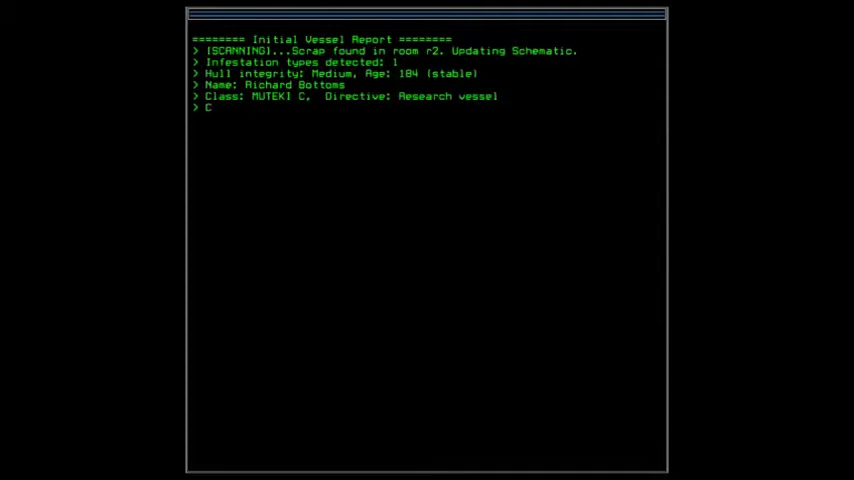 ======== Initial Vessel Report ========
> [SCANNING]...Scrap found in room r2. Updating Schematic.
> Infestation types detected: 1
> Hull integrity: Medium, Age: 184 (stable)
> Name: Richard Bottoms
> Class: MUTEKI C,  Directive: Research vessel
> C